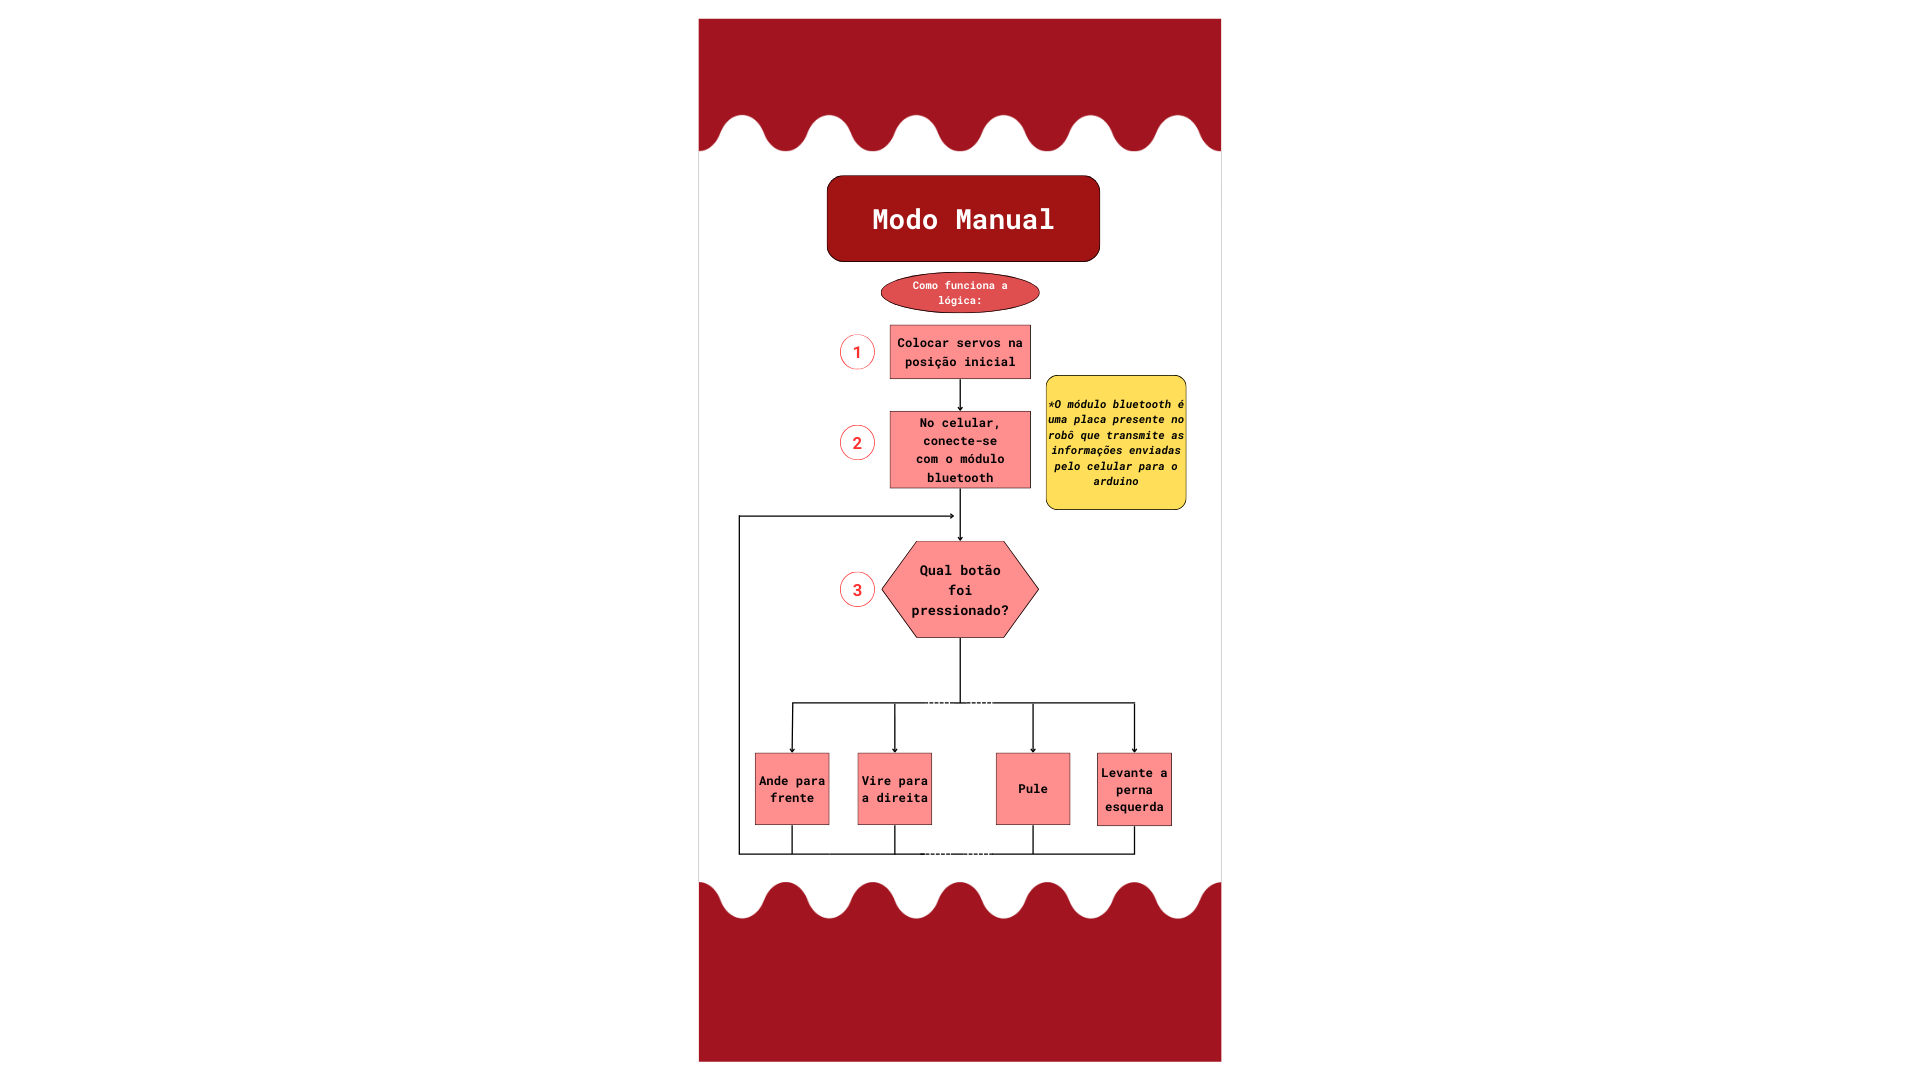 Modo Manual
Como funciona a
lógica:
1
Colocar servos na
posição inicial
2
No celular,
conecte-se
com o módulo
bluetooth
*O módulo bluetooth é
uma placa presente no
robô que transmite as
informações enviadas
pelo celular para o
arduino
3
Qual botão
foi
pressionado?
Ande para
frente
Vire para
a direita
Pule
Levante a
perna
esquerda